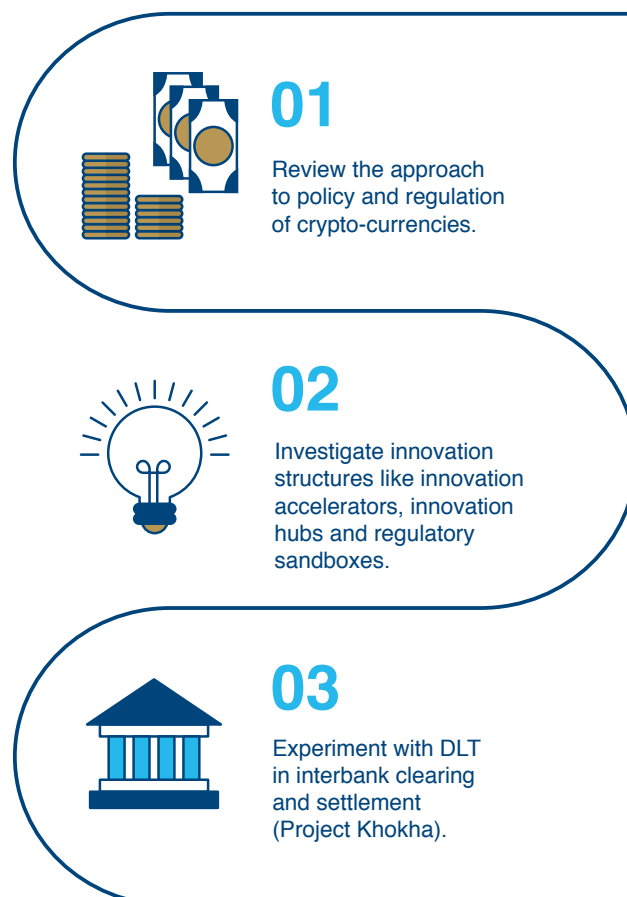 01
Review the approach
to policy and regulation
of crypto-currencies.
02
Investigate innovation
structures like innovation
accelerators, innovation
hubs and regulatory
sandboxes.
03
Experiment with DLT
in interbank clearing
and settlement
(Project Khokha).